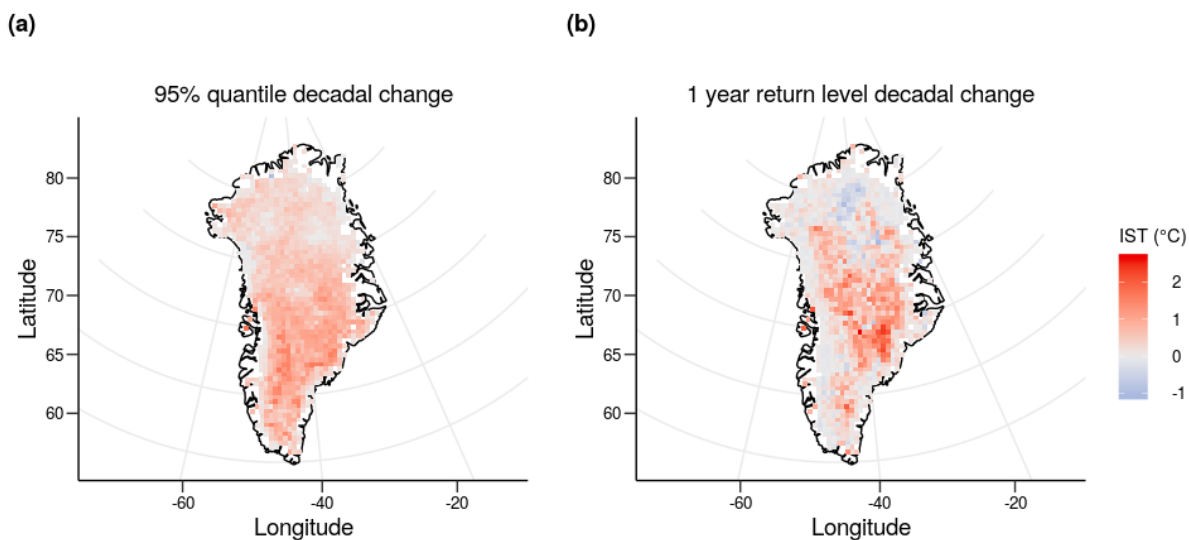 (a)
(b)
95% quantile decadal change
1 year return level decadal change
80
75
70
65
60
Latitude
-60
-40
-20
Longitude
80
75
70
65
60
Latitude
-60
-40
-20
Longitude
IST (°C)
2
1
0
-1